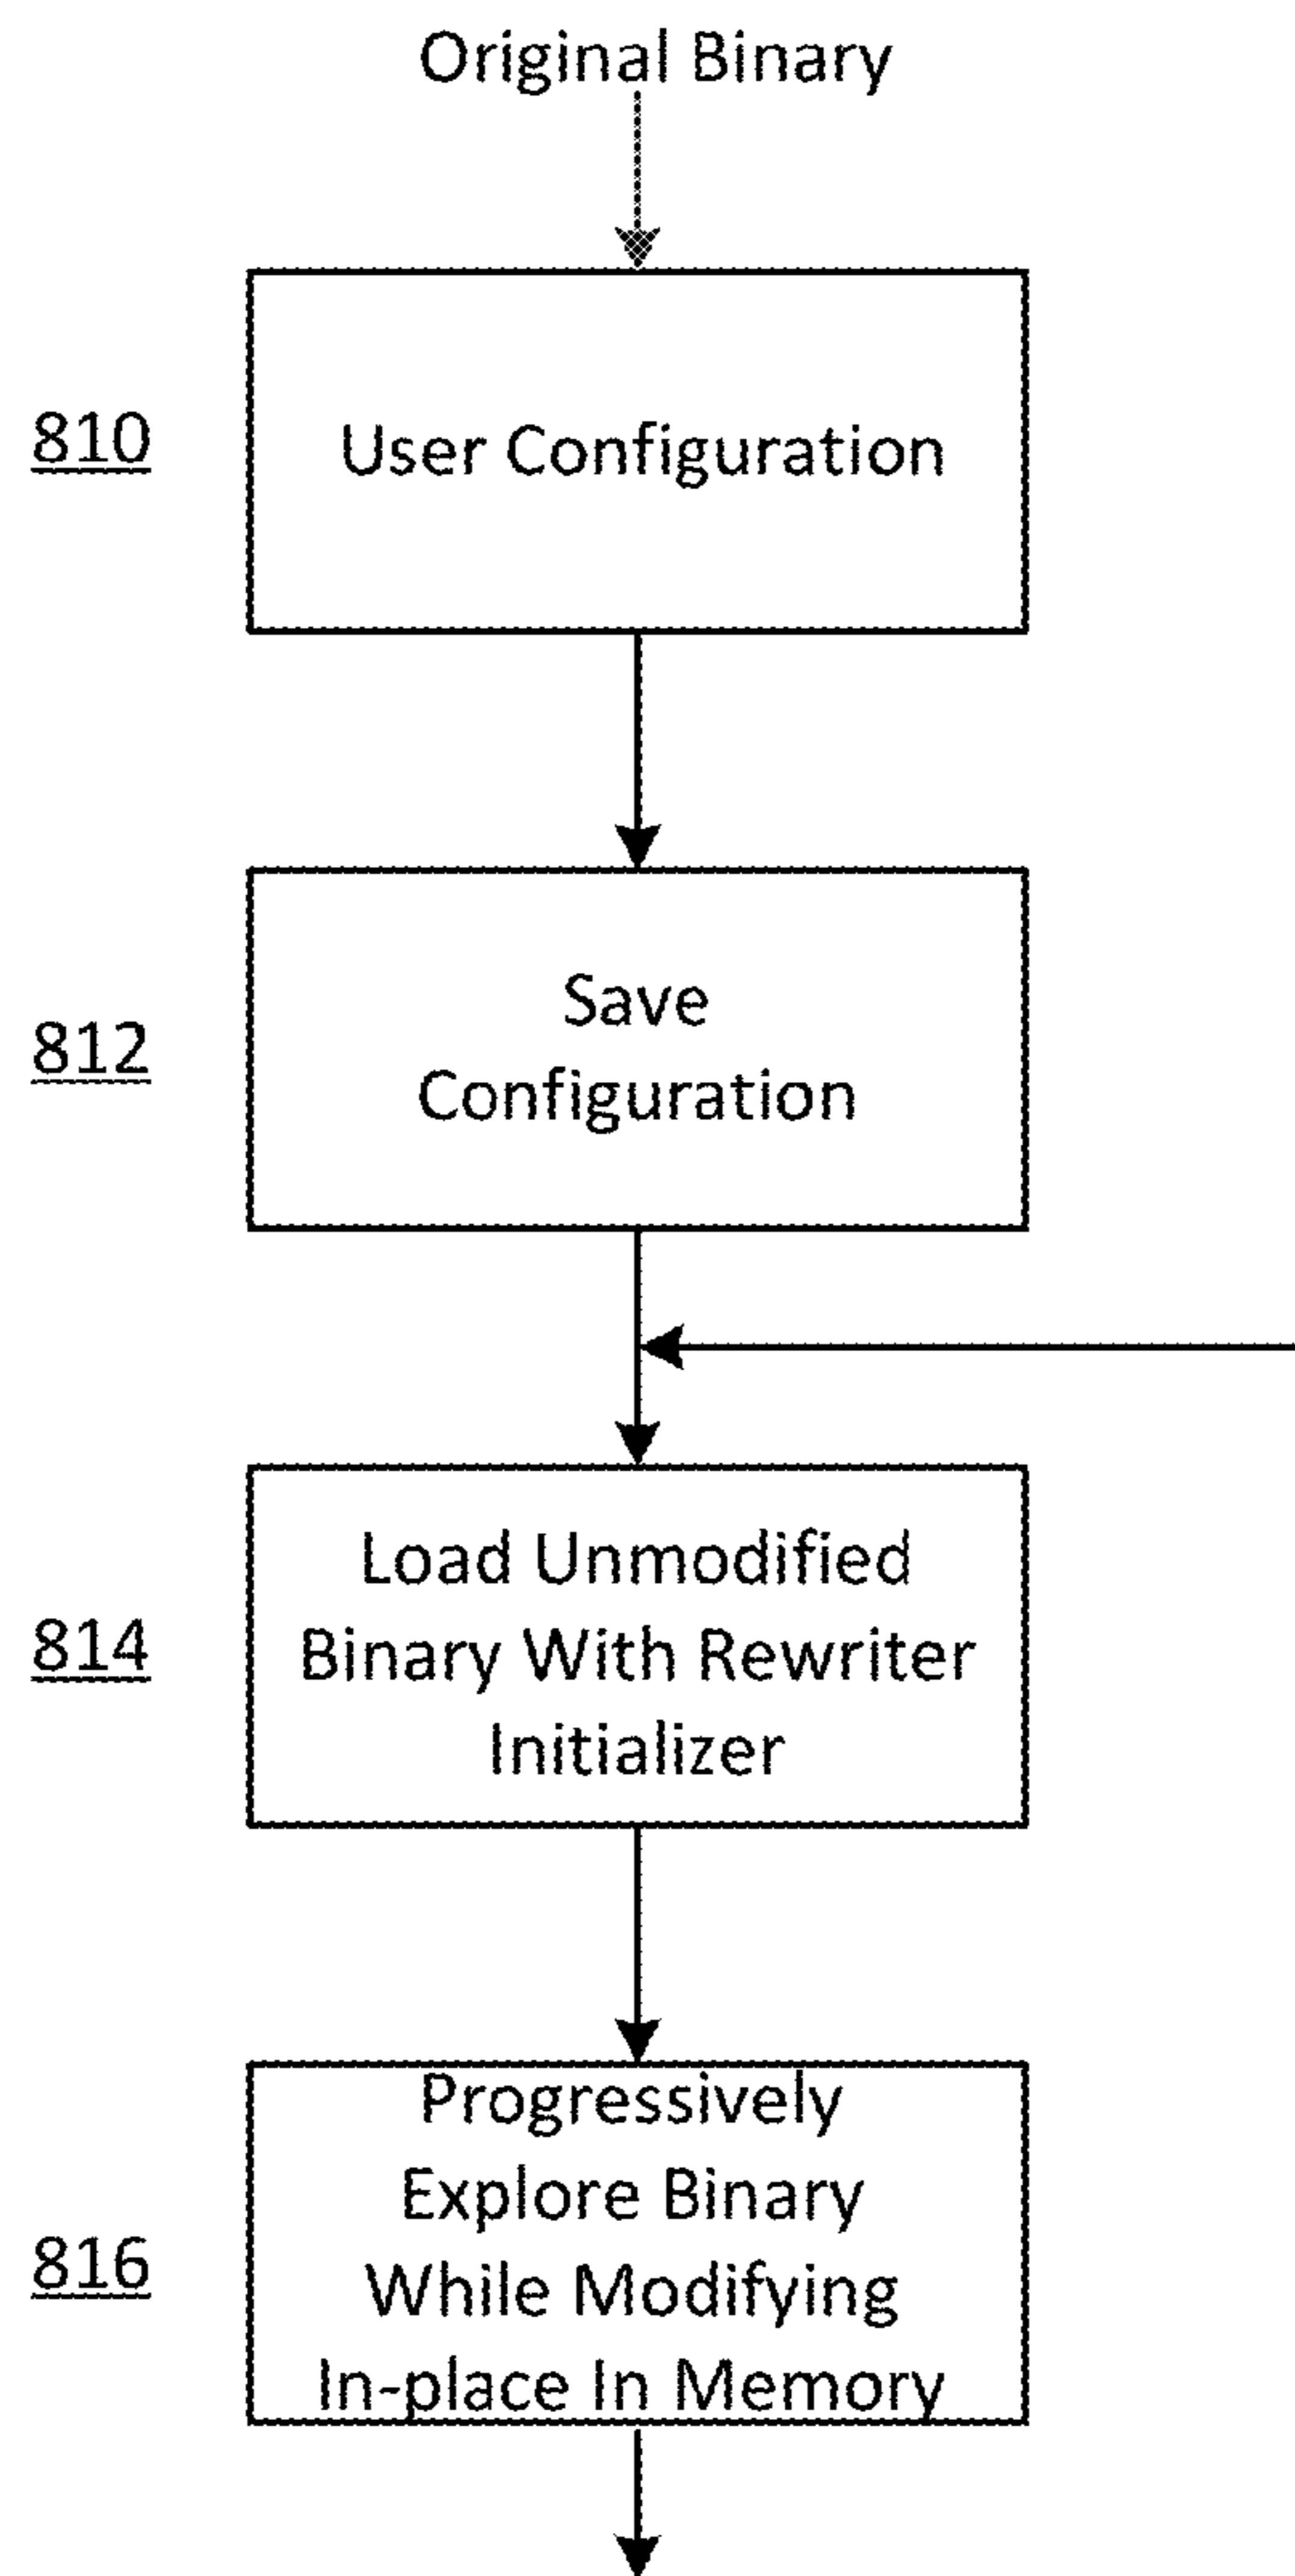 Original Binary
810
User Configuration
812
Save
Configuration
814
Load Unmodified
Binary With Rewriter
Initializer
816
Progressively
Explore Binary
While Modifying
In-place In Memory